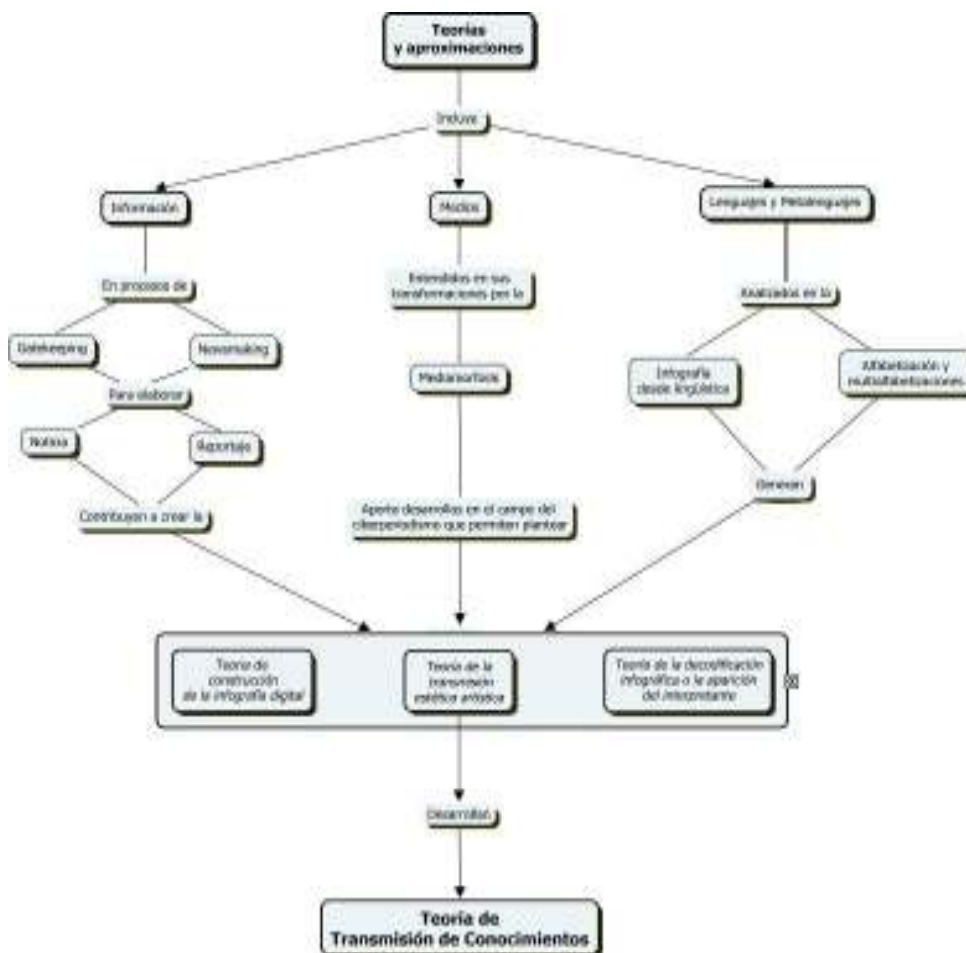 Teorías
y aproximaciones
Incluye
Información
Medios
Lenguajes y Metalenguajes
En procesos de
Entendidos en sus
transformaciones por la
Analizados en la
Gatekeeping
Newsmaking
Mediamorfosis
Infografía
desde lingüística
Alfabetización y
multialfabetizaciones
Para elaborar
Noticia
Reportaje
Generan
Contribuyen a crear la
Aporta desarrollos en el campo del
ciberperiodismo que permiten plantear
Teoría de
construcción
de la infografía digital
Teoría de la
transmisión
estética artística
Teoría de la decodificación
infográfica o la aparición
del interpretante
Desarrollan
Teoría de
Transmisión de Conocimientos